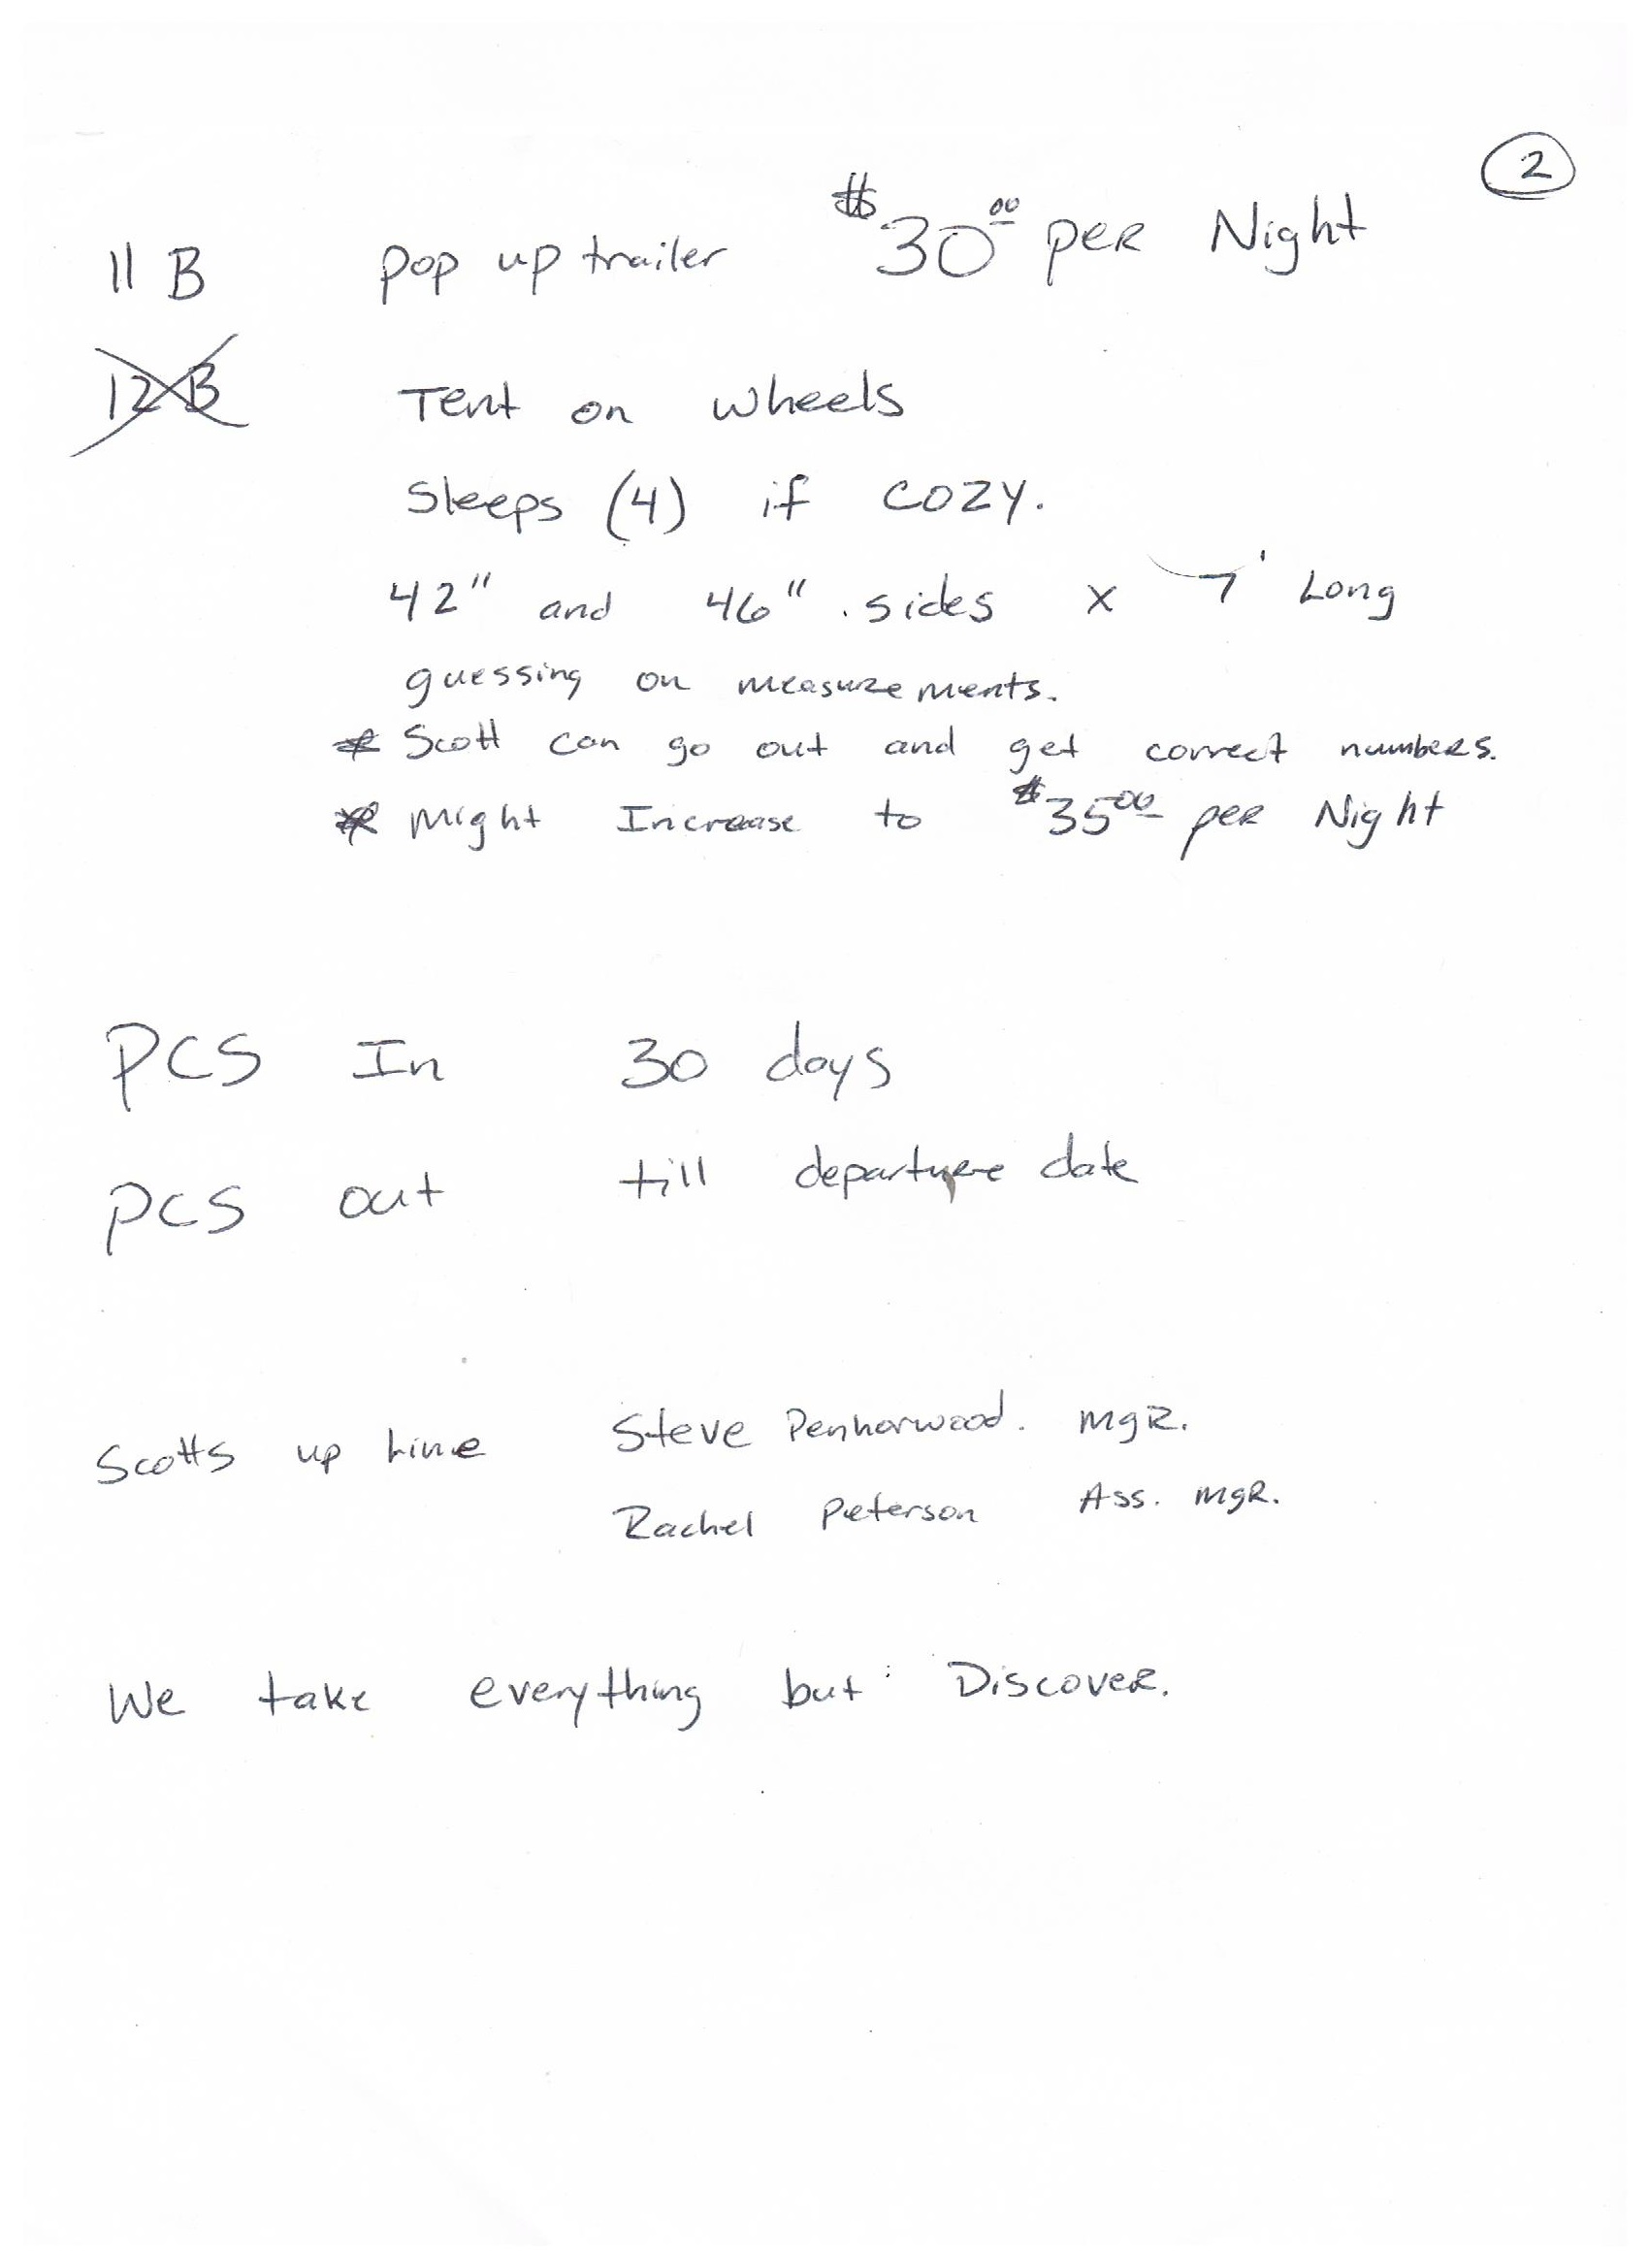 2
11 B pop up trailer $30.00 per Night
12 B Tent on wheels
Sleeps (4) if cozy.
42" and 46" sides x 7' Long
guessing on measurements.
* Scott can go out and get correct numbers.
* Might Increase to $35.00 per Night
PCS In 30 days
PCS out till departure date
Scotts up Line Steve Penharwood. MgR.
Rachel Peterson Ass. MgR.
We take everything but Discover.